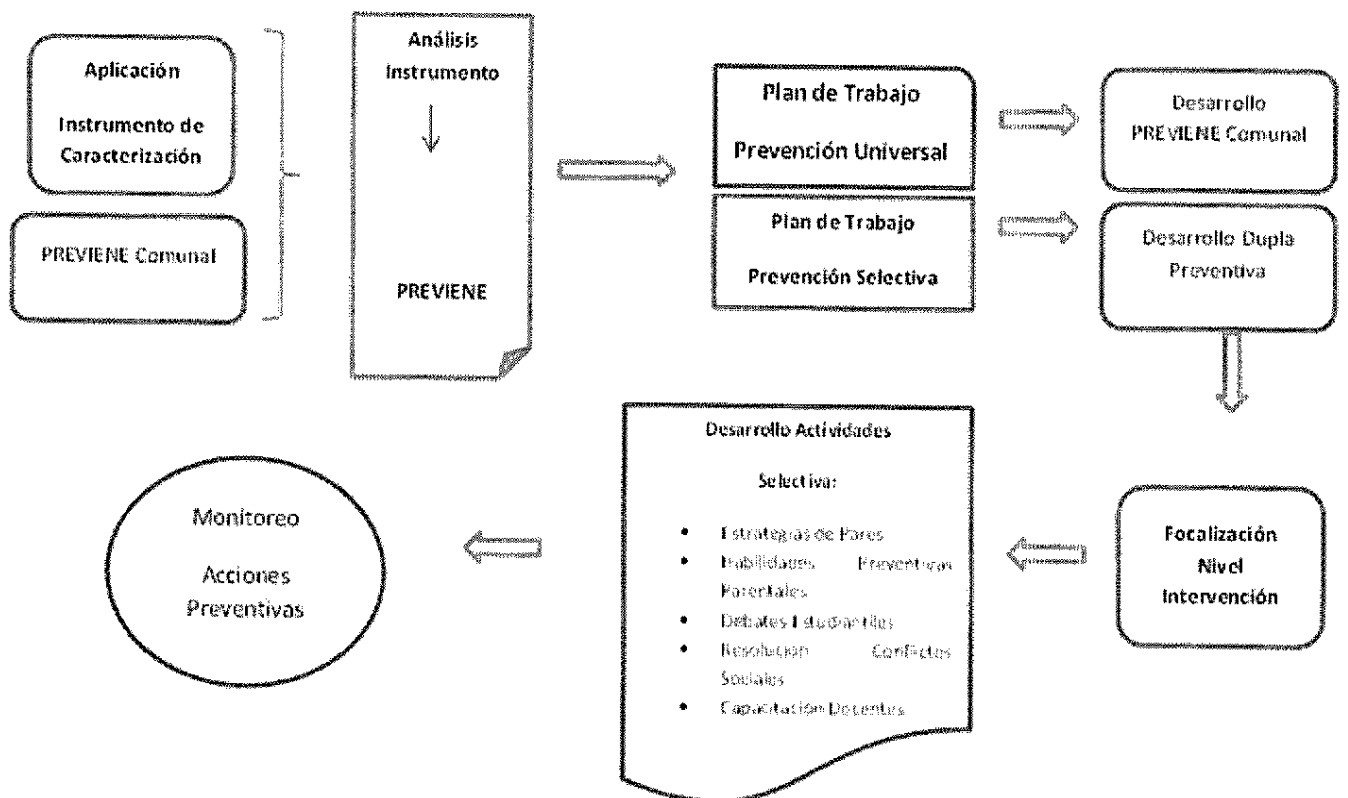 Aplicación
Instrumento de
Caracterización
PREVIENE Comunal
Análisis
Instrumento
PREVIENE
Plan de Trabajo
Prevención Universal
Plan de Trabajo
Prevención Selectiva
Desarrollo
PREVIENE Comunal
Desarrollo Dupla
Preventiva
Focalización
Nivel
Intervención
Desarrollo Actividades
Selectiva:
• Estrategias de Pares
• Habilidades Preventivas
Parentales
• Debates Estudiantiles
• Resolución Conflictos
Sociales
• Capacitación Docentes
Monitoreo
Acciones
Preventivas